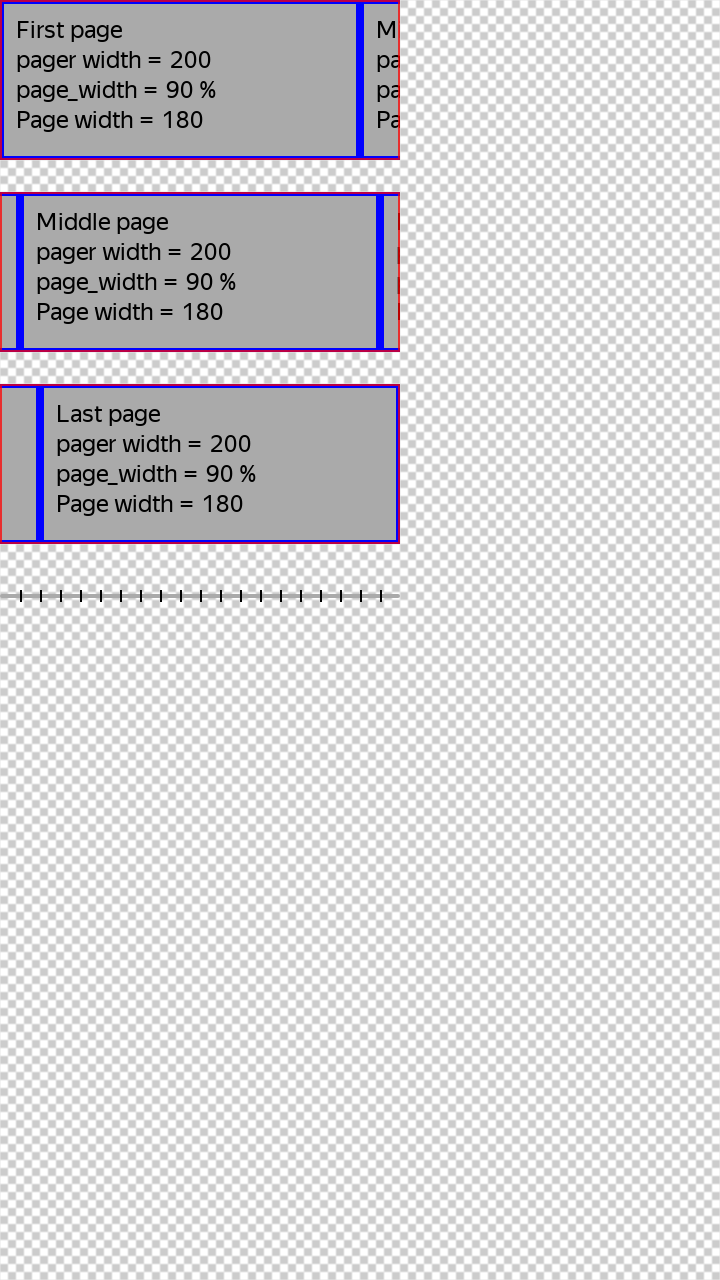 First page
pager width = 200
page_width = 90 %
Page width = 180
M
pa
pa
Pa
Middle page
pager width = 200
page_width = 90 %
Page width = 180
Last page
pager width = 200
page_width = 90 %
Page width = 180